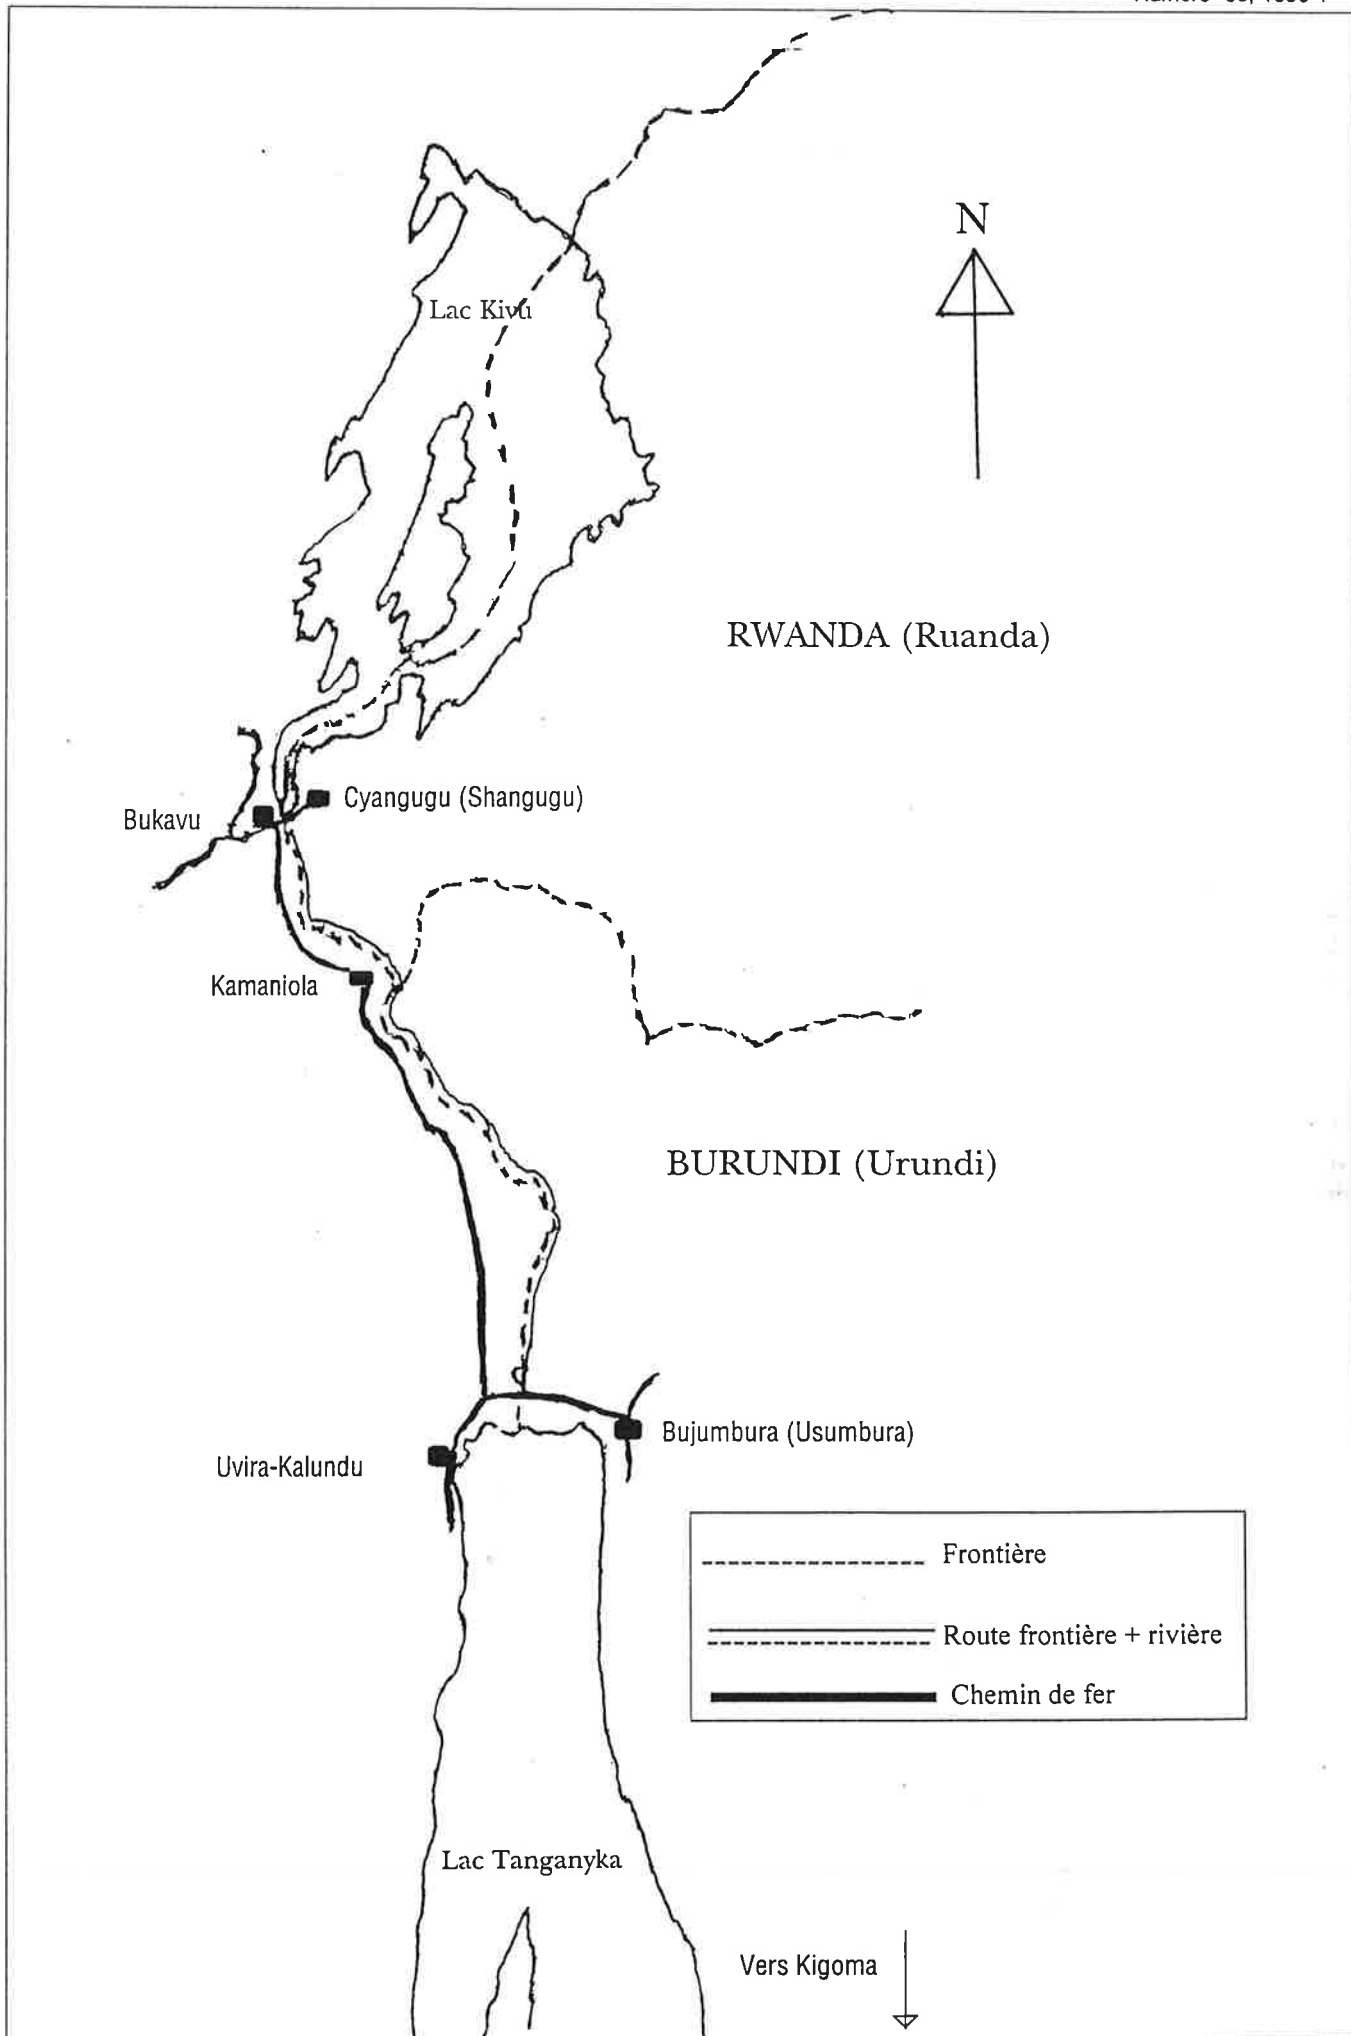 N
Lac Kivu
RWANDA (Ruanda)
Cyangugu (Shangugu)
Bukavu
Kamaniola
BURUNDI (Urundi)
Bujumbura (Usumbura)
Uvira-Kalundu
Frontière
Route frontière + rivière
Chemin de fer
Lac Tanganyka
Vers Kigoma